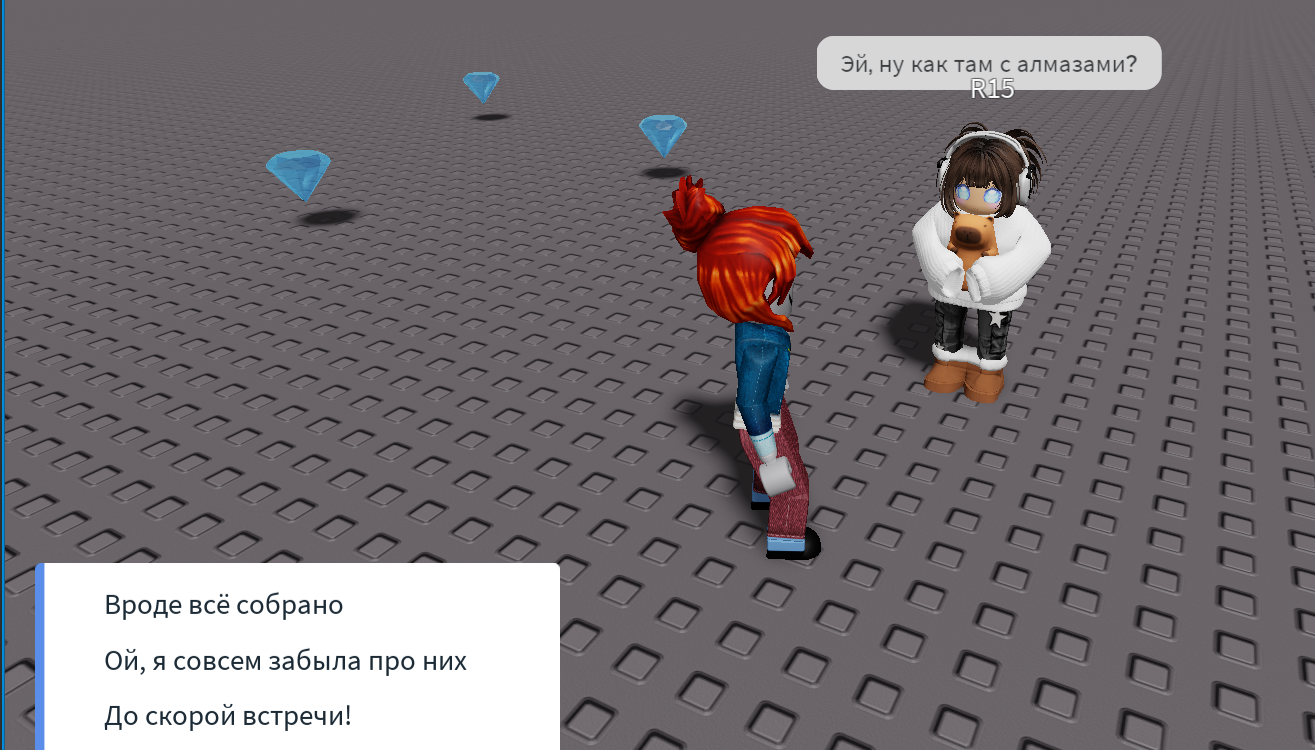 Эй, ну как там с алмазами?
R15
Вроде всё собрано
Ой, я совсем забыла про них
До скорой встречи!